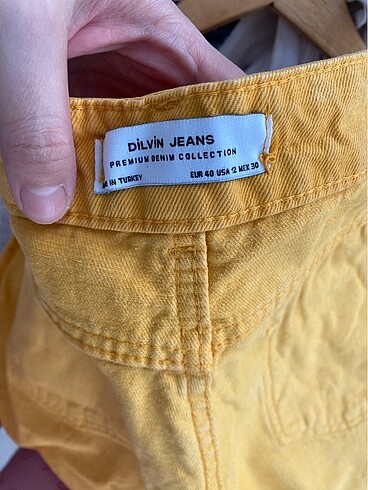 DİLVİN JEANS
PREMIUM DENIM COLLECTION
E IN TURKEY EUR 40 USA 12 MEX 30